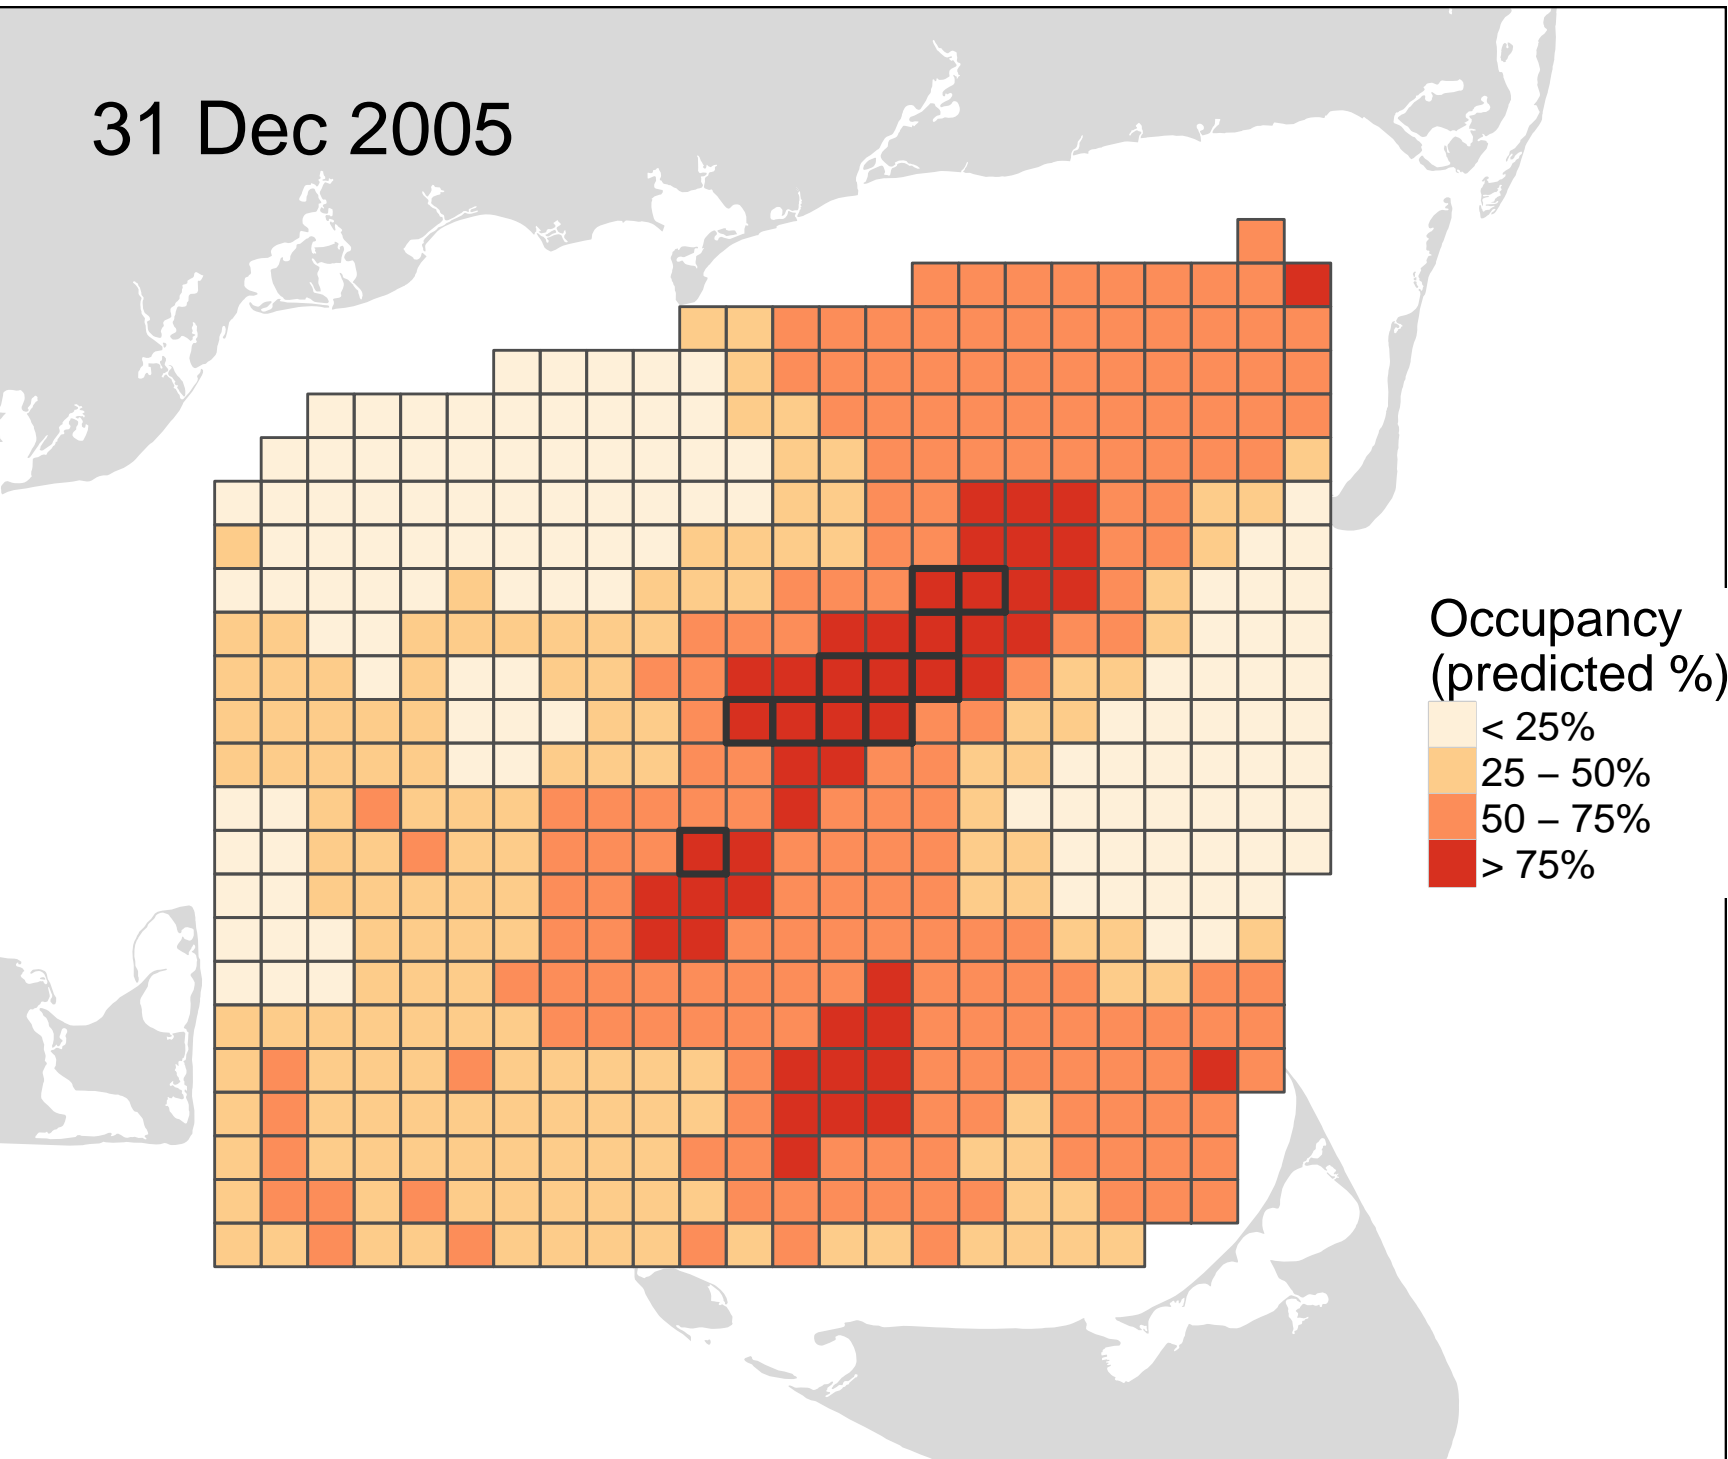 31 Dec 2005
Occupancy
(predicted %)
< 25%
25 – 50%
50 – 75%
> 75%